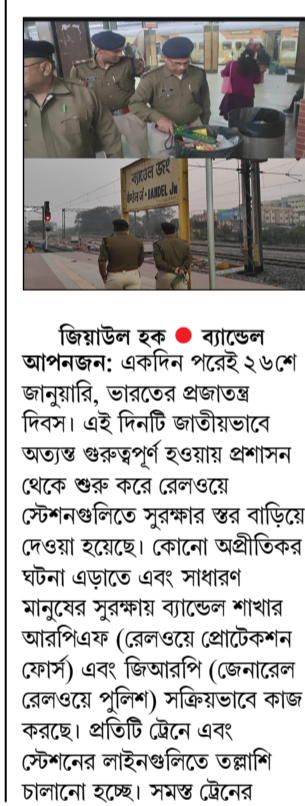 ব্যাণ্ডেল জং
बंडेल जं - BANDEL Jn
জিয়াউল হক ● ব্যান্ডেল
আপনজন: একদিন পরেই ২৬শে
জানুয়ারি, ভারতের প্রজাতন্ত্র
দিবস। এই দিনটি জাতীয়ভাবে
অত্যন্ত গুরুত্বপূর্ণ হওয়ায় প্রশাসন
থেকে শুরু করে রেলওয়ে
স্টেশনগুলিতে সুরক্ষার স্তর বাড়িয়ে
দেওয়া হয়েছে। কোনো অপ্রীতিকর
ঘটনা এড়াতে এবং সাধারণ
মানুষের সুরক্ষায় ব্যান্ডেল শাখার
আরপিএফ (রেলওয়ে প্রোটেকশন
ফোর্স) এবং জিআরপি (জেনারেল
রেলওয়ে পুলিশ) সক্রিয়ভাবে কাজ
করছে। প্রতিটি ট্রেনে এবং
স্টেশনের লাইনগুলিতে তল্লাশি
চালানো হচ্ছে। সমস্ত ট্রেনের